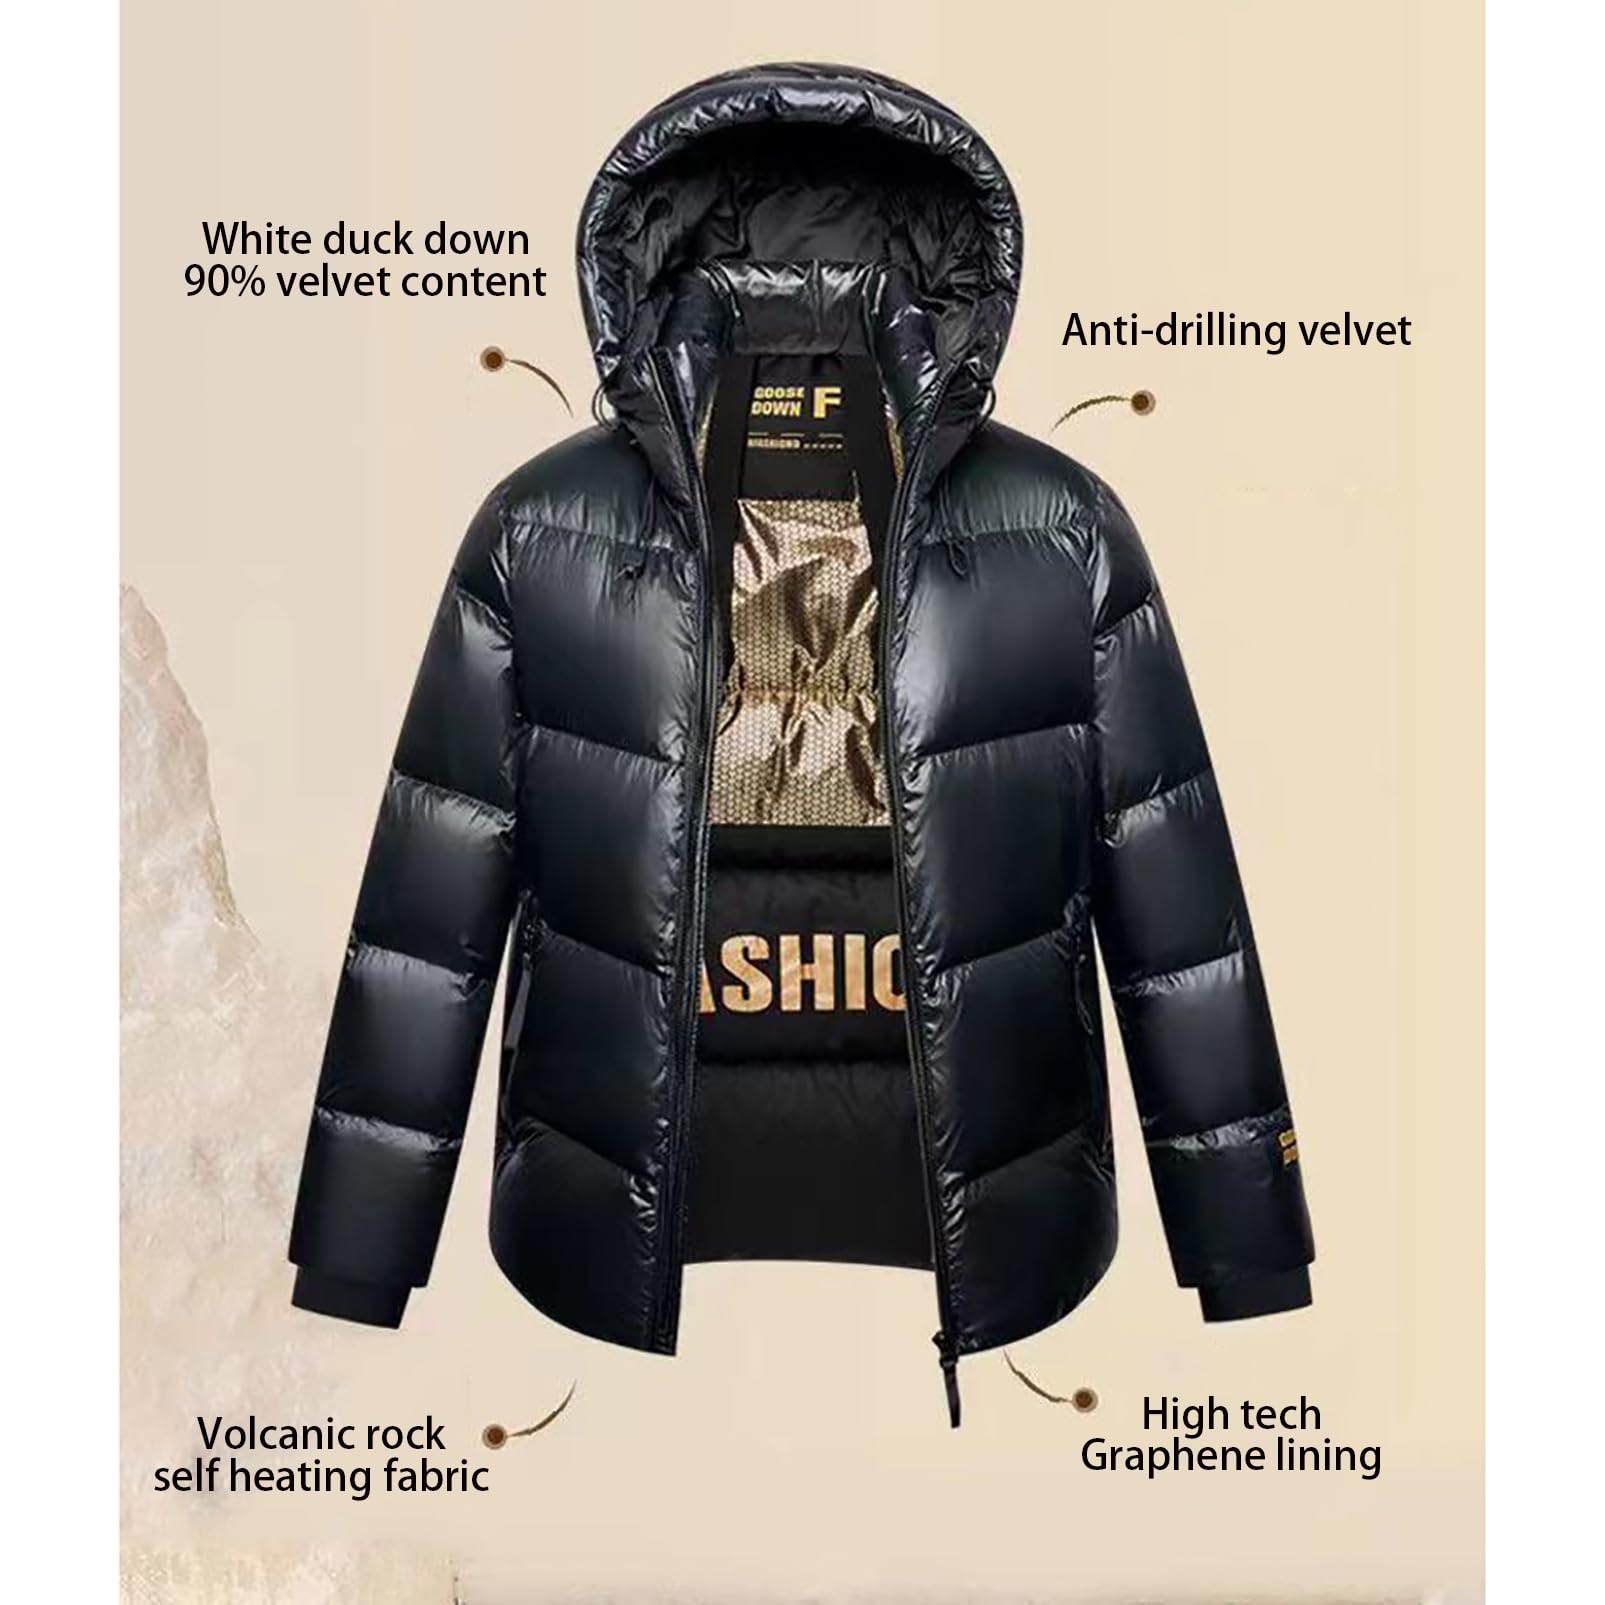 White duck down
90% velvet content
Anti-drilling velvet
GOOSE
DOWN F
ASHIO
Volcanic rock
self heating fabric
High tech
Graphene lining